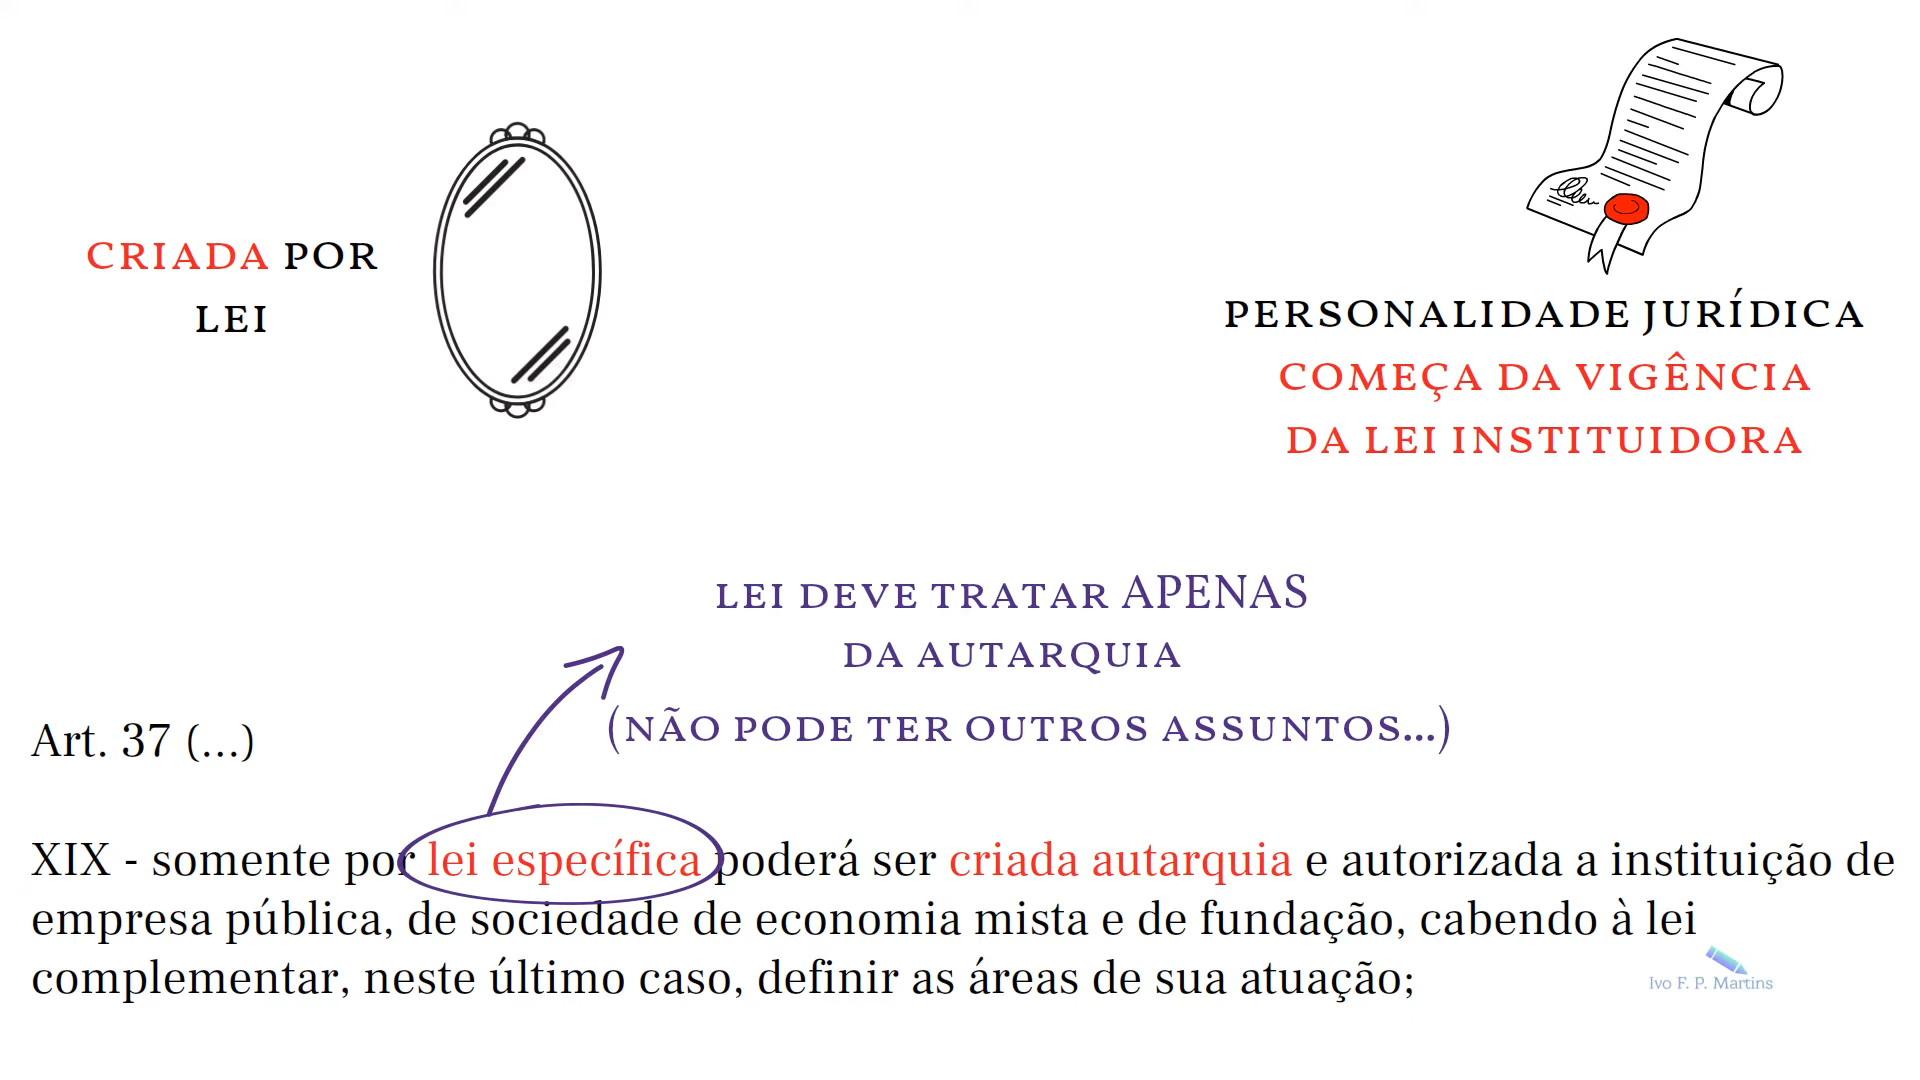 CRIADA POR
LEI
PERSONALIDADE JURÍDICA
COMEÇA DA VIGÊNCIA
DA LEI INSTITUIDORA
LEI DEVE TRATAR APENAS
DA AUTARQUIA
(NÃO PODE TER OUTROS ASSUNTOS...)
Art. 37 (...)
XIX - somente por lei específica poderá ser criada autarquia e autorizada a instituição de
empresa pública, de sociedade de economia mista e de fundação, cabendo à lei
complementar, neste último caso, definir as áreas de sua atuação;
Ivo F. P. Martins